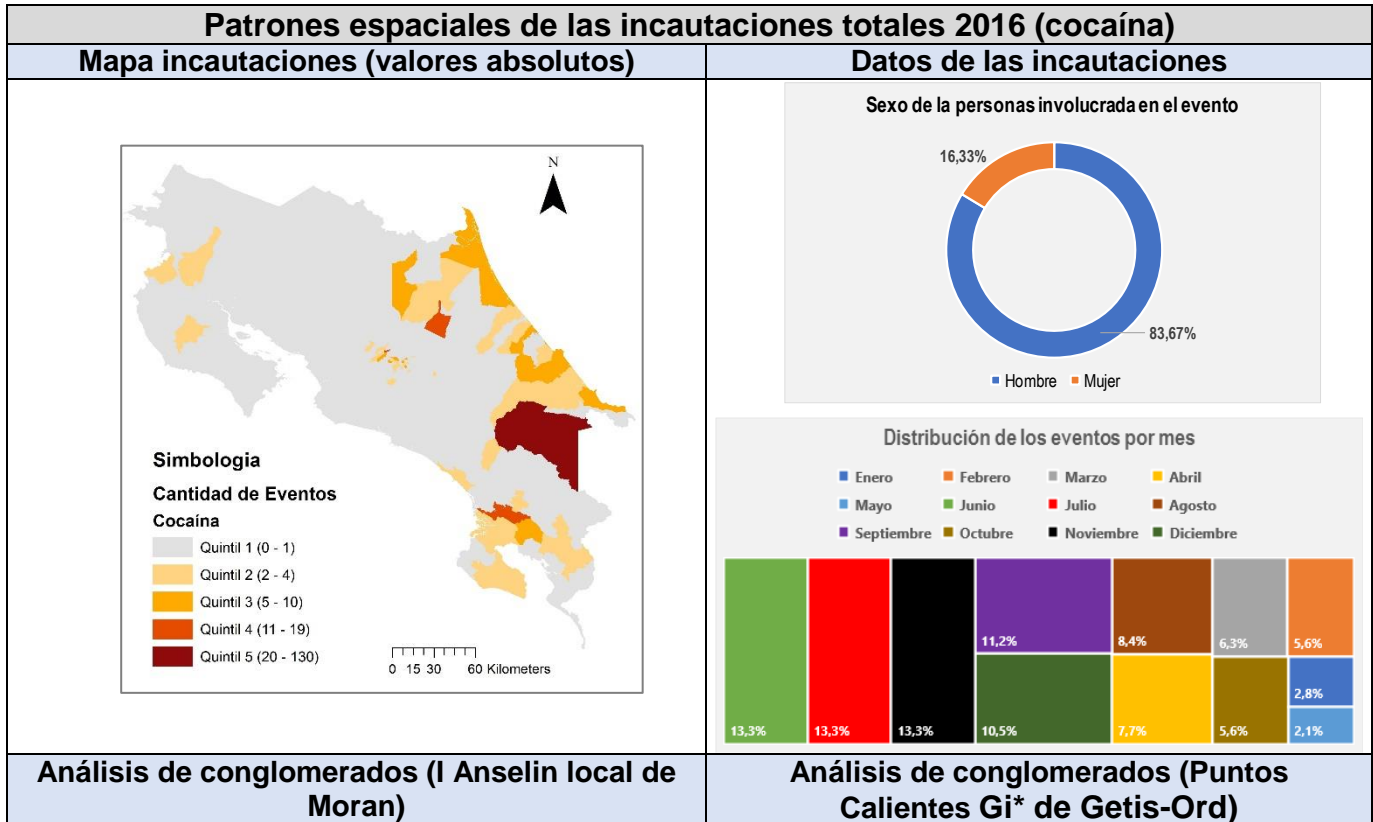 Patrones espaciales de las incautaciones totales 2016 (cocaína)
Mapa incautaciones (valores absolutos)
Datos de las incautaciones
N
Simbologia
Cantidad de Eventos
Cocaína
Quintil 1 (0 - 1)
Quintil 2 (2 - 4)
Quintil 3 (5 - 10)
Quintil 4 (11 - 19)
Quintil 5 (20 - 130)
0 15 30 60 Kilometers
Sexo de la personas involucrada en el evento
16,33%
83,67%
Hombre Mujer
Distribución de los eventos por mes
Enero Febrero Marzo Abril
Mayo Junio Julio Agosto
Septiembre Octubre Noviembre Diciembre
11,2% 8,4% 6,3% 5,6%
2,8%
13,3% 13,3% 13,3% 10,5% 7,7% 5,6% 2,1%
Análisis de conglomerados (I Anselin local de
Moran)
Análisis de conglomerados (Puntos
Calientes Gi* de Getis-Ord)